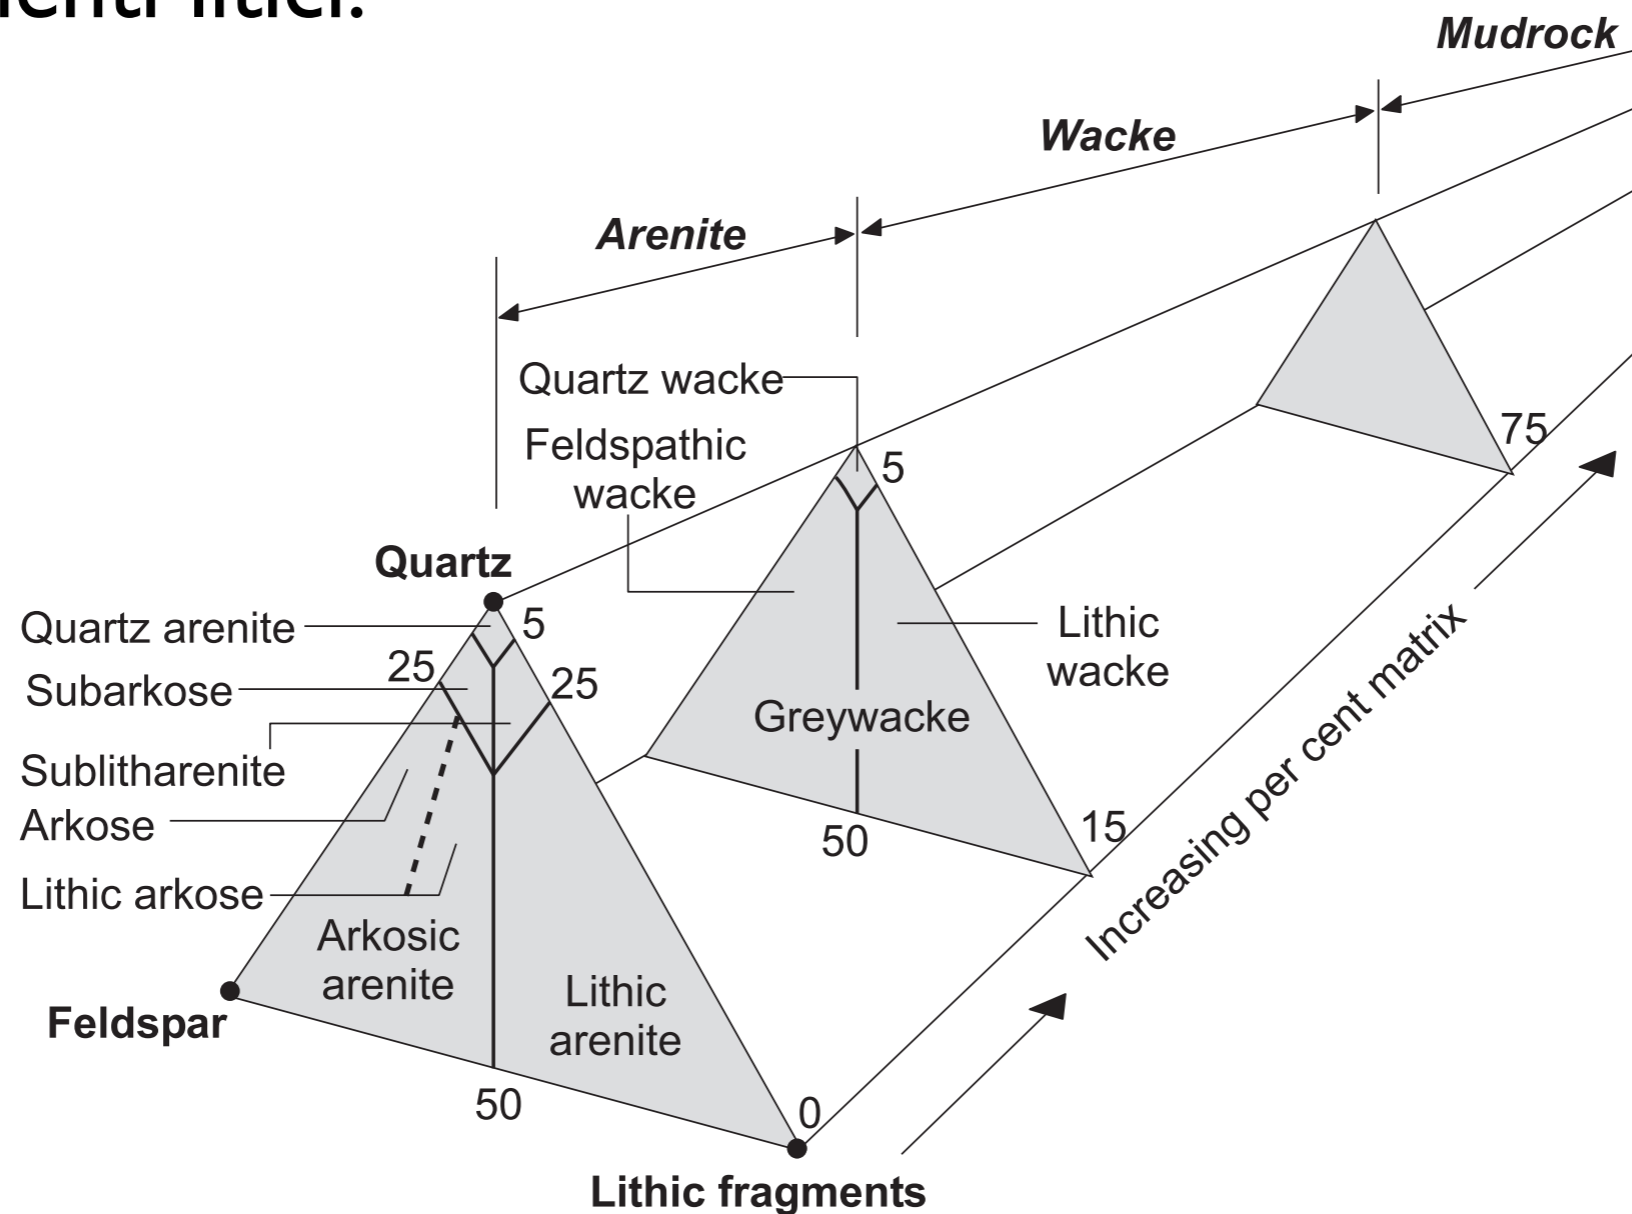 Mudrock
Wacke
Arenite
Quartz wacke
5
Feldspathic
wacke
75
Quartz
Quartz arenite
5
25
25
Subarkose
Lithic
wacke
Greywacke
Sublitharenite
Arkose
15
50
Lithic arkose
Increasing per cent matrix
Arkosic
arenite
Lithic
arenite
Feldspar
50
0
Lithic fragments